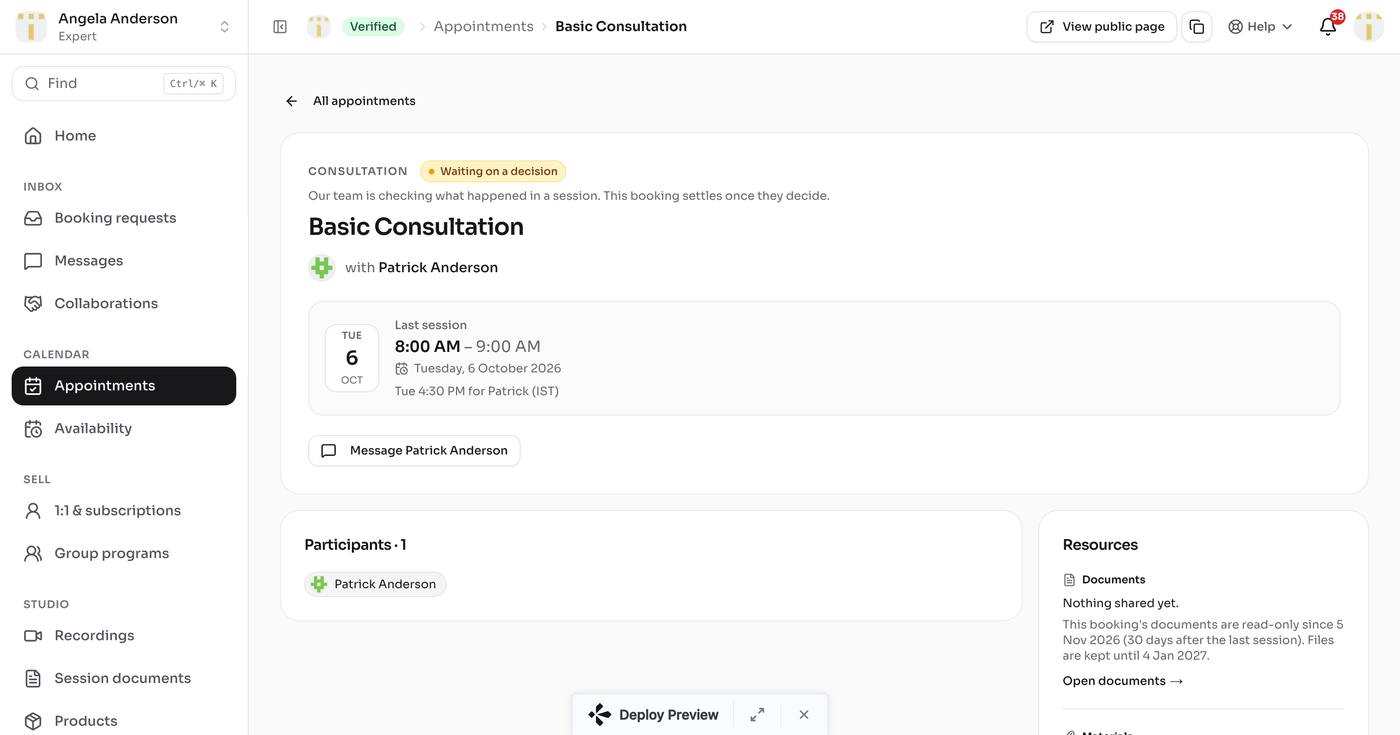 Angela Anderson
Expert
Verified
Appointments
Basic Consultation
View public page
Help
38
Find
Ctrl/⌘ K
Home
INBOX
Booking requests
Messages
Collaborations
CALENDAR
Appointments
Availability
SELL
1:1 & subscriptions
Group programs
STUDIO
Recordings
Session documents
Products
All appointments
CONSULTATION
Waiting on a decision
Our team is checking what happened in a session. This booking settles once they decide.
Basic Consultation
with Patrick Anderson
TUE
6
OCT
Last session
8:00 AM – 9:00 AM
Tuesday, 6 October 2026
Tue 4:30 PM for Patrick (IST)
Message Patrick Anderson
Participants · 1
Patrick Anderson
Resources
Documents
Nothing shared yet.
This booking's documents are read-only since 5
Nov 2026 (30 days after the last session). Files
are kept until 4 Jan 2027.
Open documents →
Deploy Preview